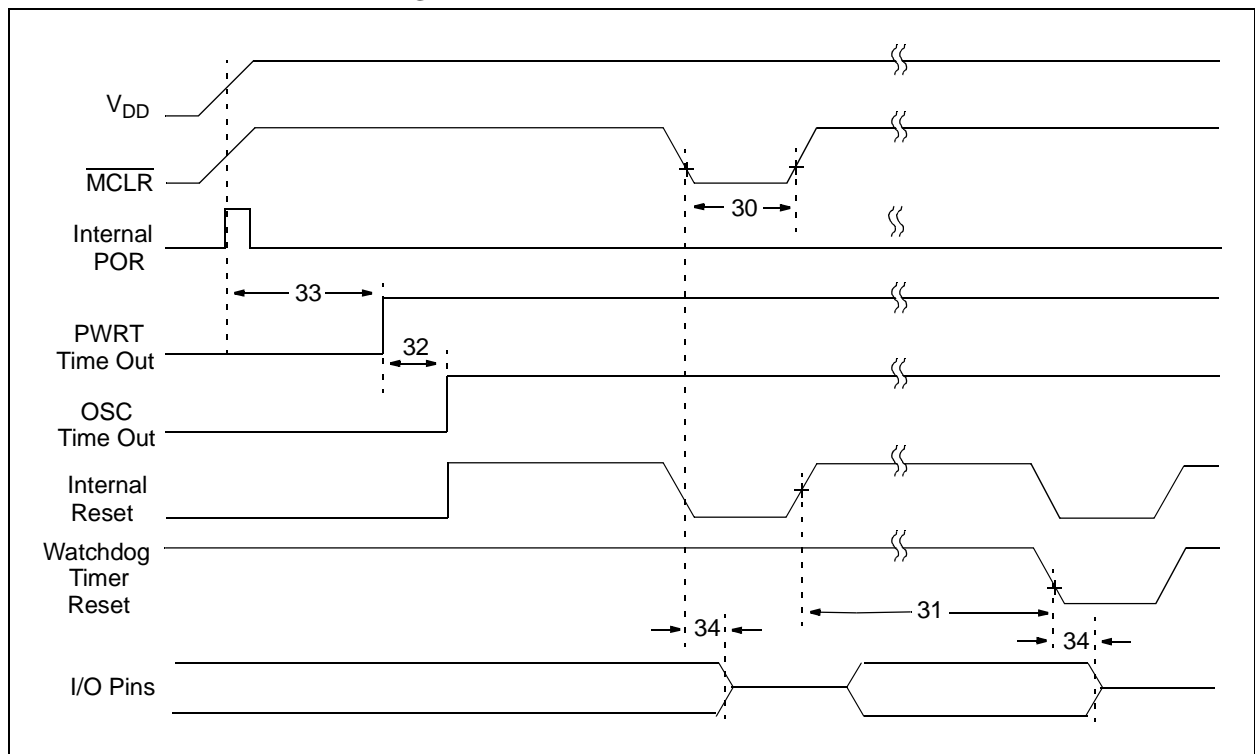 VDD
MCLR
30
Internal
POR
33
PWRT
Time Out
32
OSC
Time Out
Internal
Reset
Watchdog
Timer
Reset
31
34
34
I/O Pins